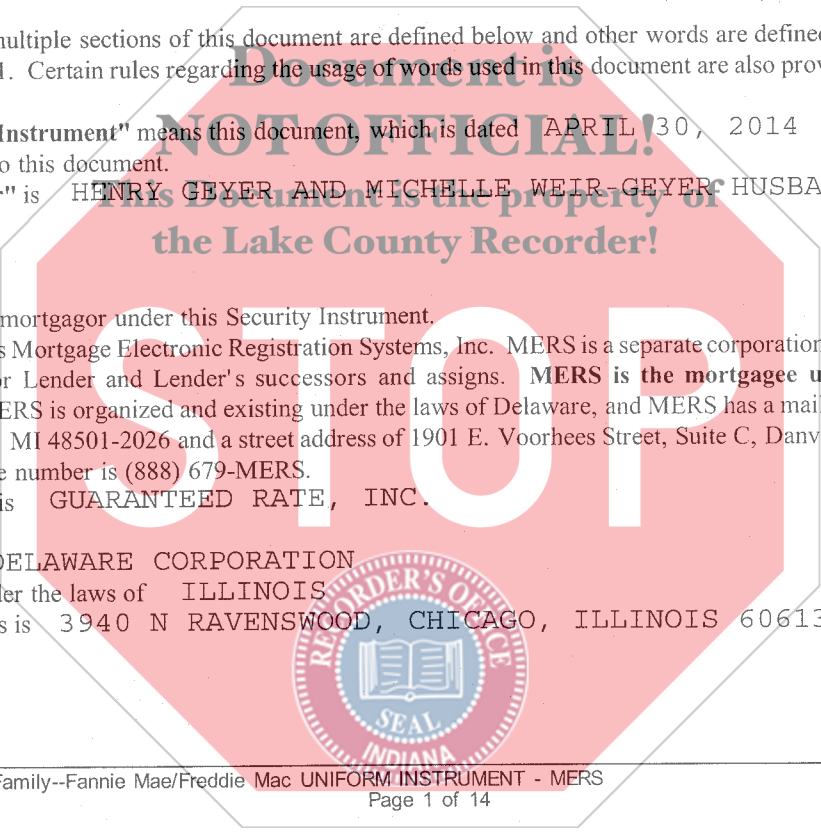 multiple sections of this document are defined below and other words are defined
1. Certain rules regarding the usage of words used in this document are also prov
Document is
Instrument" means this document, which is dated APRIL 30, 2014
NOT OFFICIAL!
o this document.
r" is HENRY GEYER AND MICHELLE WEIR-GEYER HUSBA
This Document is the property of
the Lake County Recorder!
mortgagor under this Security Instrument.
s Mortgage Electronic Registration Systems, Inc. MERS is a separate corporation
or Lender and Lender's successors and assigns. MERS is the mortgagee u
ERS is organized and existing under the laws of Delaware, and MERS has a mail
MI 48501-2026 and a street address of 1901 E. Voorhees Street, Suite C, Danv
e number is (888) 679-MERS.
STOP
is GUARANTEED RATE, INC.
DELAWARE CORPORATION
der the laws of ILLINOIS
s is 3940 N RAVENSWOOD, CHICAGO, ILLINOIS 60613
RECORDER'S OFFICE
SEAL
INDIANA
Family--Fannie Mae/Freddie Mac UNIFORM INSTRUMENT - MERS
Page 1 of 14